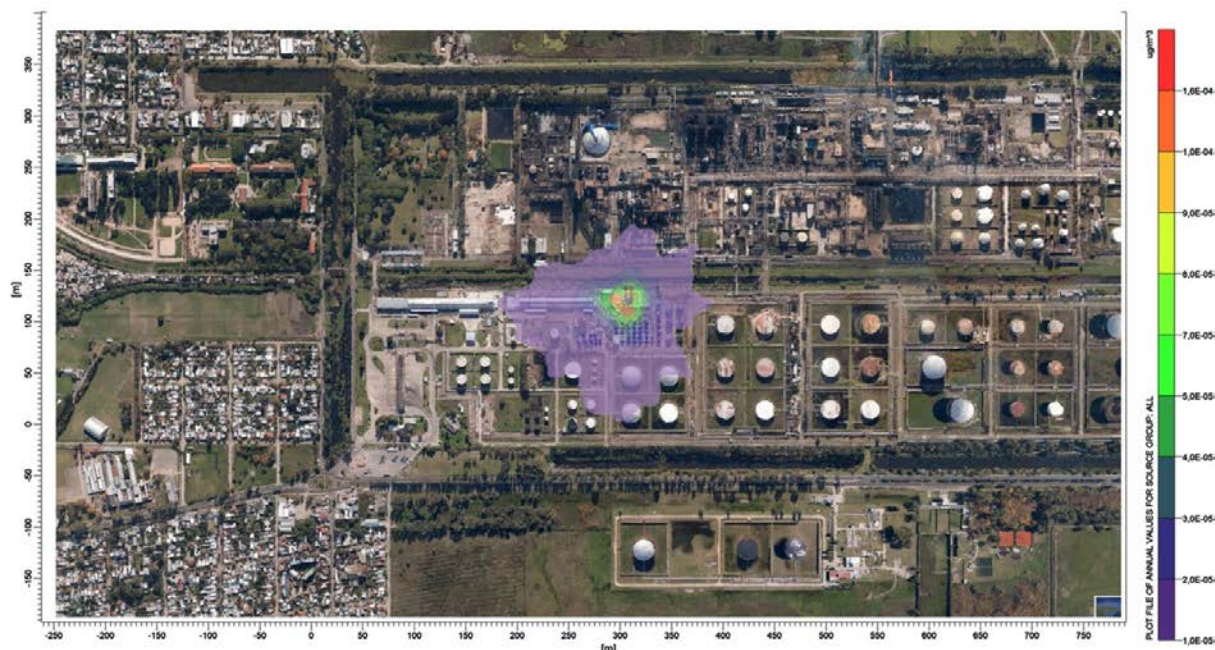 350
300
250
200
150
100
50
0
-50
-100
-150
[m]
-250 -200 -150 -100 -50 0 50 100 150 200 250 300 350 400 450 500 550 600 650 700 750
[m]
ug/m^3
1,6E-04
1,0E-04
9,0E-05
8,0E-05
7,0E-05
5,0E-05
4,0E-05
3,0E-05
2,0E-05
1,0E-05
PLOT FILE OF ANNUAL VALUES FOR SOURCE GROUP: ALL